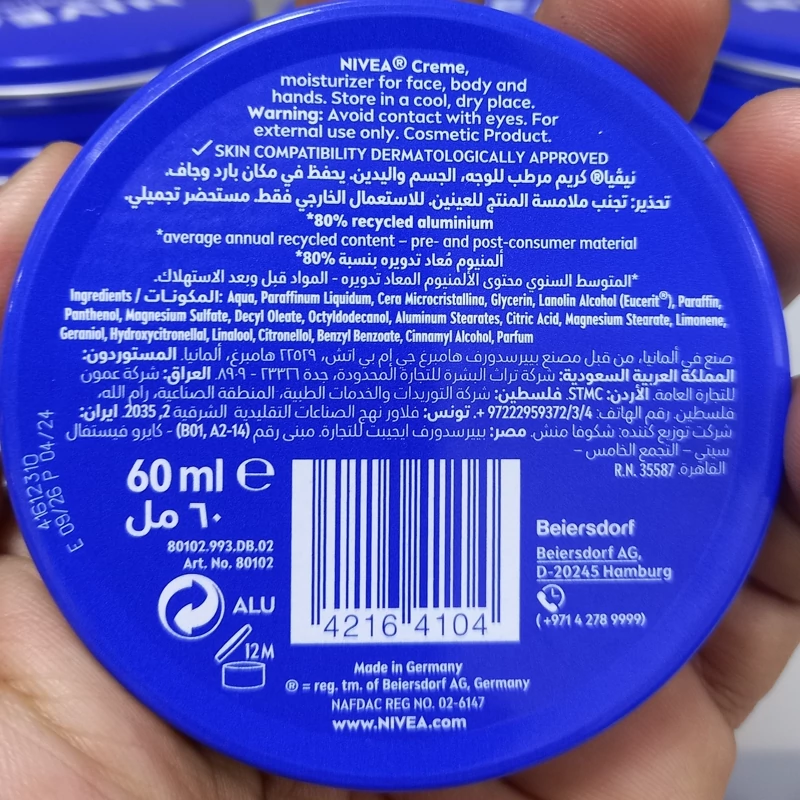 NIVEA® Creme,
moisturizer for face, body and
hands. Store in a cool, dry place.
Warning: Avoid contact with eyes. For
external use only. Cosmetic Product.
✓ SKIN COMPATIBILITY DERMATOLOGICALLY APPROVED
نيڤيا® كريم مرطب للوجه، الجسم واليدين. يحفظ في مكان بارد وجاف.
تحذير: تجنب ملامسة المنتج للعينين. للاستعمال الخارجي فقط. مستحضر تجميلي.
*80% recycled aluminium
*average annual recycled content – pre- and post-consumer material
ألمنيوم مُعاد تدويره بنسبة 80%*
*المتوسط السنوي محتوى الألمنيوم المعاد تدويره - المواد قبل وبعد الاستهلاك.
Ingredients / المكونات: Aqua, Paraffinum Liquidum, Cera Microcristallina, Glycerin, Lanolin Alcohol (Eucerit®), Paraffin,
Panthenol, Magnesium Sulfate, Decyl Oleate, Octyldodecanol, Aluminum Stearates, Citric Acid, Magnesium Stearate, Limonene,
Geraniol, Hydroxycitronellal, Linalool, Citronellol, Benzyl Benzoate, Cinnamyl Alcohol, Parfum
صنع في ألمانيا، من قبل مصنع بييرسدورف هامبرغ جي إم بي اتش، ٢٢٥٢٩ هامبرغ، ألمانيا. المستوردون:
المملكة العربية السعودية: شركة تراث البشرة للتجارة المحدودة، جدة ٢٣٣٢٦ - ٨٩٠٩. العراق: شركة عمون
للتجارة العامة. الأردن: STMC. فلسطين: شركة التوريدات والخدمات الطبية، المنطقة الصناعية، رام الله،
فلسطين. رقم الهاتف: 97222959372/3/4 +. تونس: فلاور نهج الصناعات التقليدية الشرقية 2, 2035. ايران:
شركت توزيع كننده: شكوفا منش. مصر: بييرسدورف ايجيبت للتجارة. مبنى رقم (B01, A2-14) - كايرو فيستفال
سيتي – التجمع الخامس –
القاهرة. R.N. 35587
41612310
E 09/26 P 04/24
60 ml ℮
٦٠ مل
80102.993.DB.02
Art. No. 80102
ALU
12M
4216 4104
Beiersdorf
Beiersdorf AG,
D-20245 Hamburg
(+971 4 278 9999)
Made in Germany
® = reg. tm. of Beiersdorf AG, Germany
NAFDAC REG NO. 02-6147
www.NIVEA.com